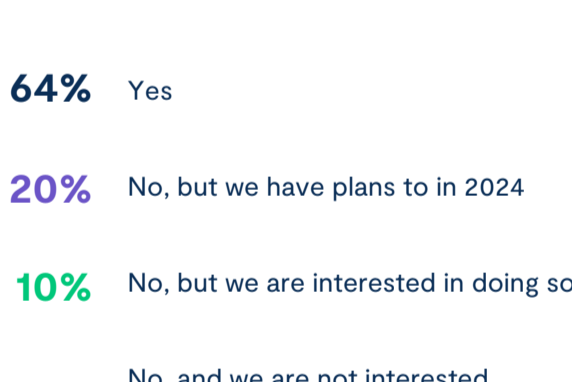 64% Yes
20% No, but we have plans to in 2024
10% No, but we are interested in doing so
No, and we are not interested